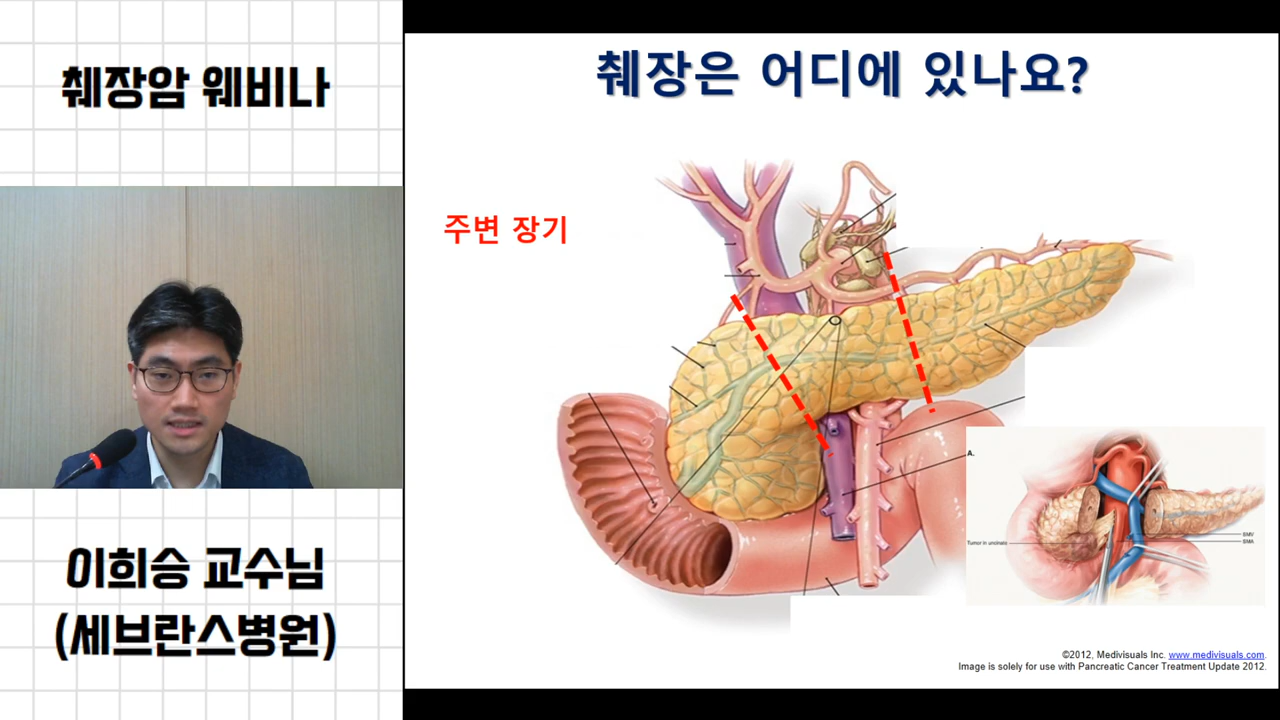 췌장암 웨비나
이희승 교수님
(세브란스병원)
췌장은 어디에 있나요?
주변 장기
A.
Tumor in uncinate
SMV
SMA
©2012, Medivisuals Inc. www.medivisuals.com.
Image is solely for use with Pancreatic Cancer Treatment Update 2012.